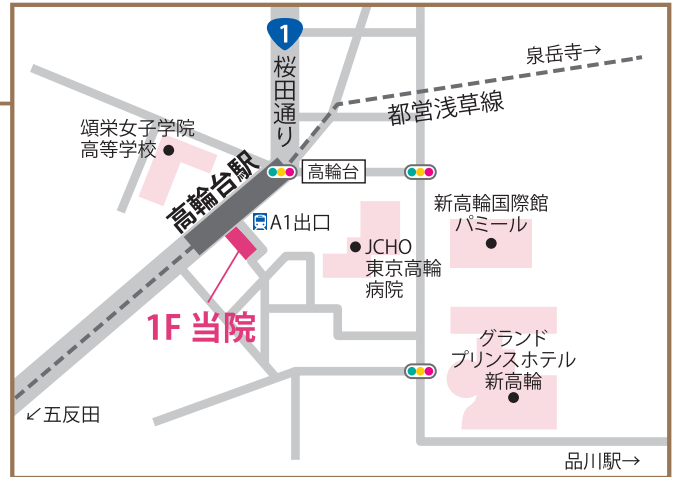 1
桜田通り
泉岳寺→
都営浅草線
頌栄女子学院
高等学校
高輪台駅
高輪台
A1出口
新高輪国際館
パミール
JCHO
東京高輪
病院
1F 当院
グランド
プリンスホテル
新高輪
↙五反田
品川駅→